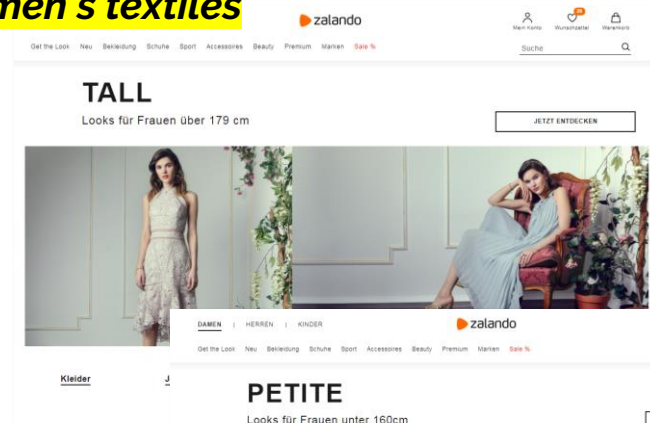 men's textiles
zalando
Mein Konto Wunschzettel Warenkorb
Get the Look Neu Bekleidung Schuhe Sport Accessoires Beauty Premium Marken Sale %
Suche
TALL
Looks für Frauen über 179 cm
JETZT ENTDECKEN
DAMEN | HERREN | KINDER
zalando
Get the Look Neu Bekleidung Schuhe Sport Accessoires Beauty Premium Marken Sale %
Kleider J
PETITE
Looks für Frauen unter 160cm